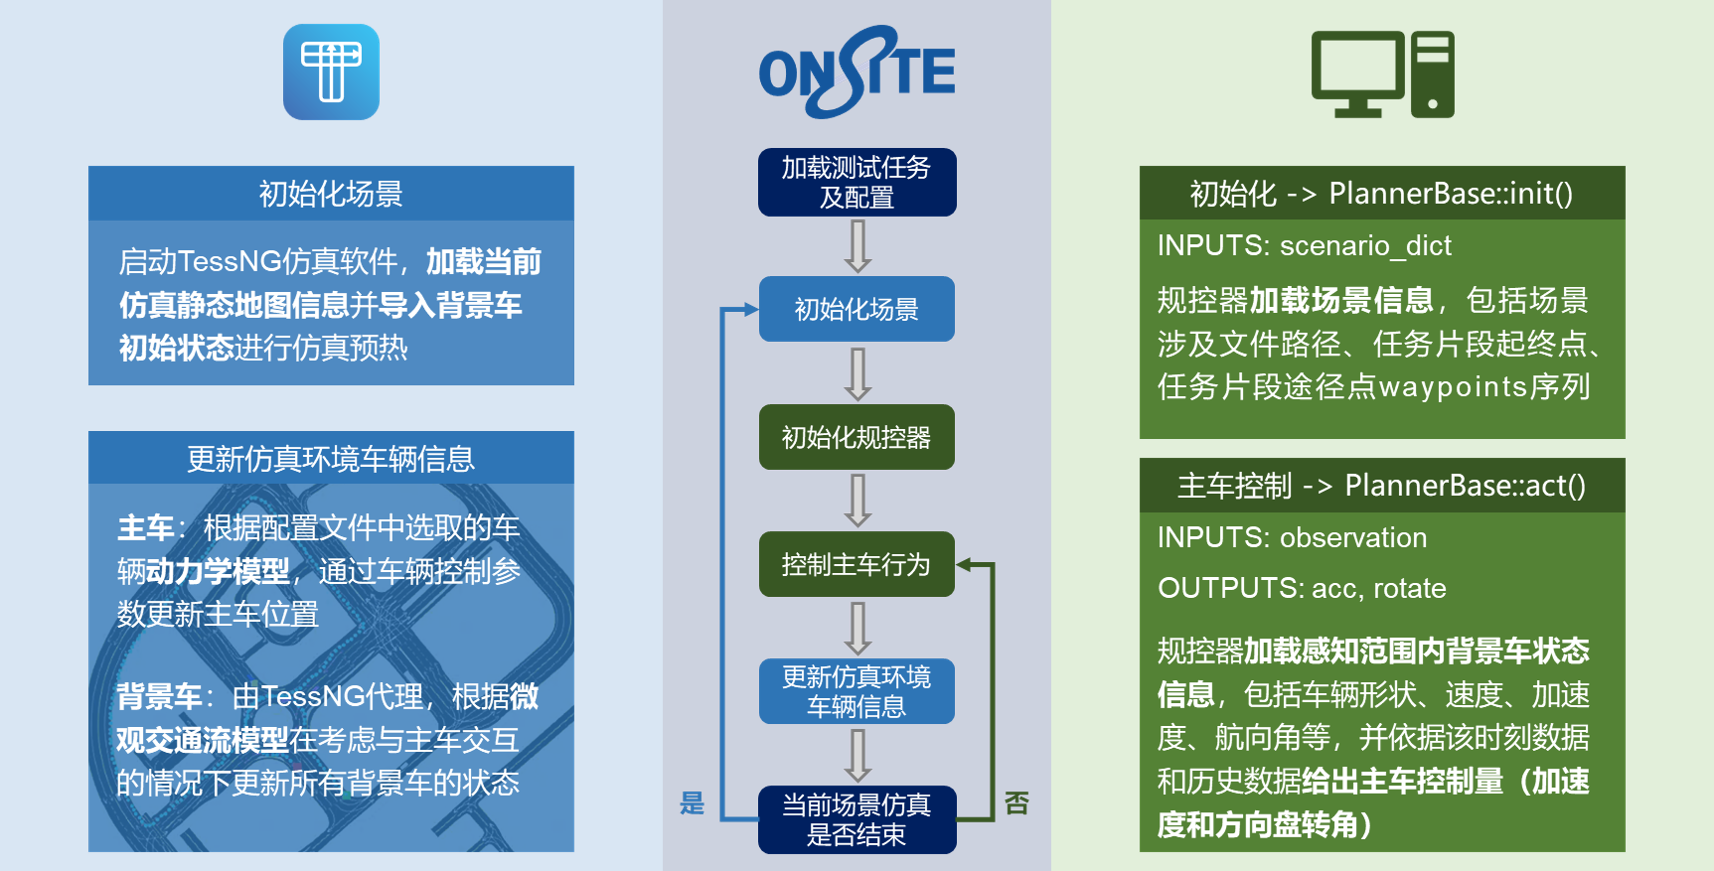 初始化场景
启动TessNG仿真软件，加载当前
仿真静态地图信息并导入背景车
初始状态进行仿真预热
更新仿真环境车辆信息
主车：根据配置文件中选取的车
辆动力学模型，通过车辆控制参
数更新主车位置
背景车：由TessNG代理，根据微
观交通流模型在考虑与主车交互
的情况下更新所有背景车的状态
ONSITE
加载测试任务
及配置
初始化场景
初始化规控器
控制主车行为
更新仿真环境
车辆信息
当前场景仿真
是否结束
是
否
初始化 -> PlannerBase::init()
INPUTS: scenario_dict
规控器加载场景信息，包括场景
涉及文件路径、任务片段起终点、
任务片段途径点waypoints序列
主车控制 -> PlannerBase::act()
INPUTS: observation
OUTPUTS: acc, rotate
规控器加载感知范围内背景车状态
信息，包括车辆形状、速度、加速
度、航向角等，并依据该时刻数据
和历史数据给出主车控制量（加速
度和方向盘转角）